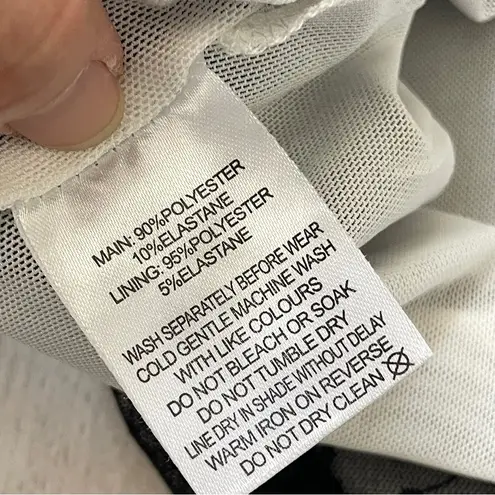 MAIN: 90%POLYESTER
10%ELASTANE
LINING: 95%POLYESTER
5%ELASTANE
WASH SEPARATELY BEFORE WEAR
COLD GENTLE MACHINE WASH
WITH LIKE COLOURS
DO NOT BLEACH OR SOAK
DO NOT TUMBLE DRY
LINE DRY IN SHADE WITHOUT DELAY
WARM IRON ON REVERSE
DO NOT DRY CLEAN